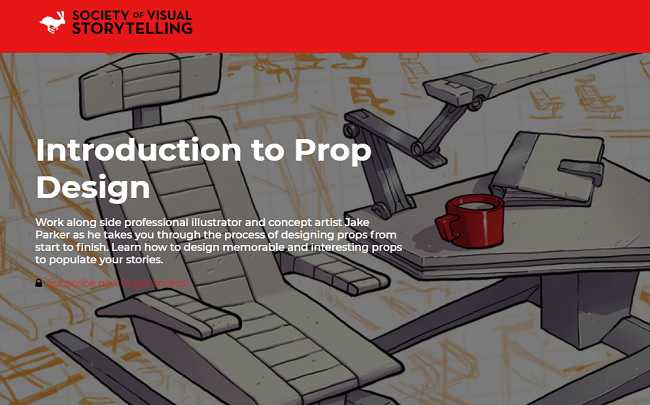 SOCIETY OF VISUAL
STORYTELLING
Introduction to Prop
Design
Work along side professional illustrator and concept artist Jake
Parker as he takes you through the process of designing props from
start to finish. Learn how to design memorable and interesting props
to populate your stories.